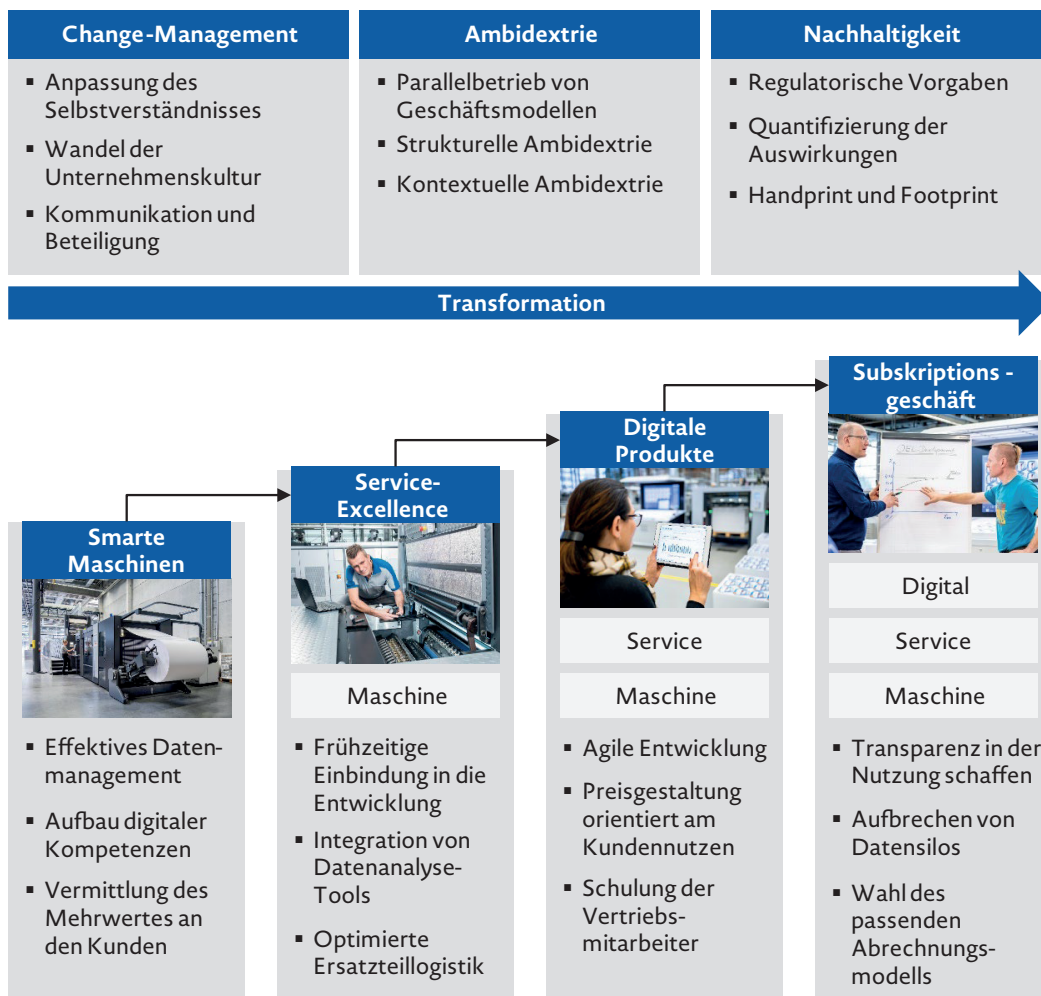 Change-Management
Anpassung des
Selbstverständnisses
Wandel der
Unternehmenskultur
Kommunikation und
Beteiligung
Ambidextrie
Parallelbetrieb von
Geschäftsmodellen
Strukturelle Ambidextrie
Kontextuelle Ambidextrie
Nachhaltigkeit
Regulatorische Vorgaben
Quantifizierung der
Auswirkungen
Handprint und Footprint
Transformation
Smarte
Maschinen
Effektives Daten-
management
Aufbau digitaler
Kompetenzen
Vermittlung des
Mehrwertes an
den Kunden
Service-
Excellence
Maschine
Frühzeitige
Einbindung in die
Entwicklung
Integration von
Datenanalyse-
Tools
Optimierte
Ersatzteillogistik
Digitale
Produkte
Service
Maschine
Agile Entwicklung
Preisgestaltung
orientiert am
Kundennutzen
Schulung der
Vertriebs-
mitarbeiter
Subskriptions -
geschäft
Digital
Service
Maschine
Transparenz in der
Nutzung schaffen
Aufbrechen von
Datensilos
Wahl des
passenden
Abrechnungs-
modells